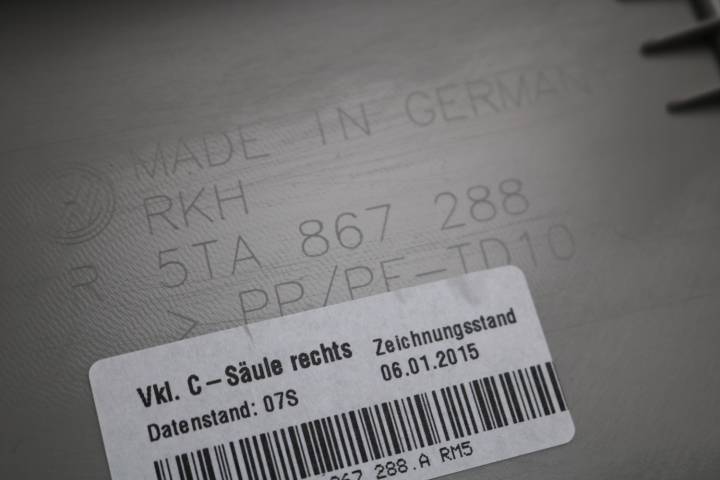 MADE IN GERMANY
RKH
R 5TA 867 288
> PP/PE-TD10
Vkl. C-Säule rechts
Zeichnungsstand
Datenstand: 07S
06.01.2015
867 288.A RM5